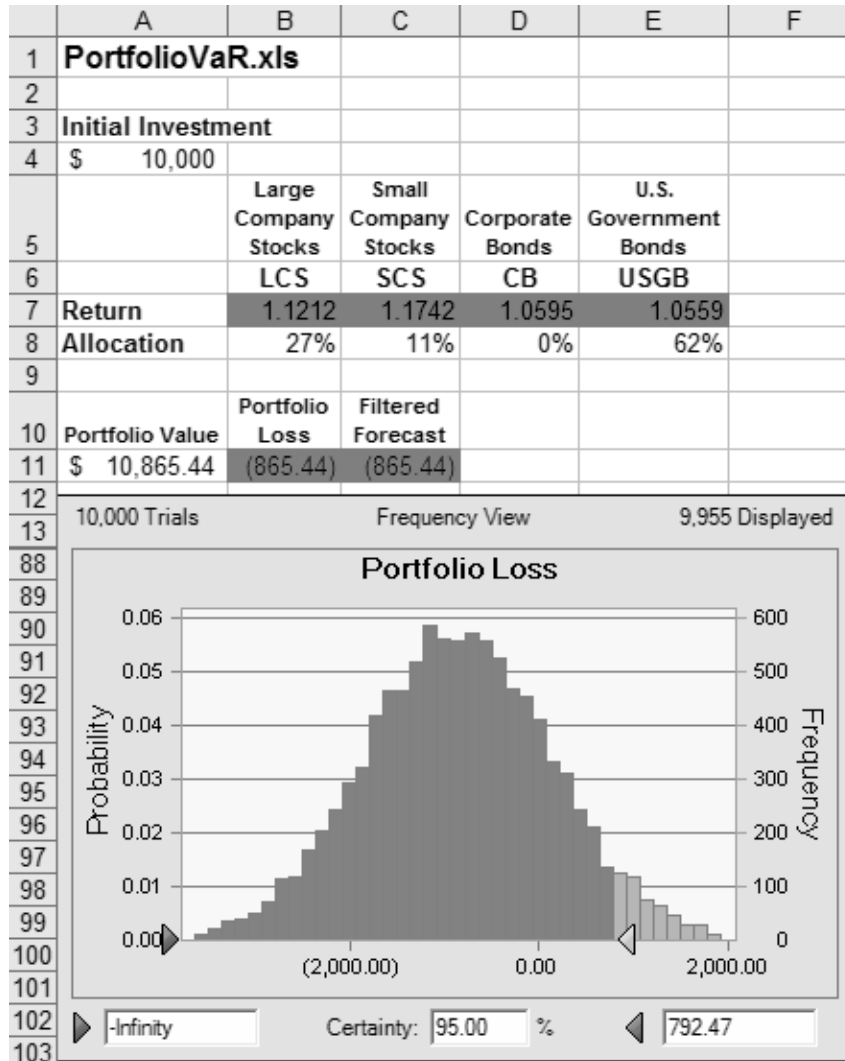 A B C D E F
1 PortfolioVaR.xls
2
3 Initial Investment
4 $ 10,000
Large Small U.S.
Company Company Corporate Government
5 Stocks Stocks Bonds Bonds
6 LCS SCS CB USGB
7 Return 1.1212 1.1742 1.0595 1.0559
8 Allocation 27% 11% 0% 62%
9
Portfolio Filtered
10 Portfolio Value Loss Forecast
11 $ 10,865.44 (865.44) (865.44)
12
13 10,000 Trials Frequency View 9,955 Displayed
88 Portfolio Loss
89
90 0.06 600
91 0.05 500
92
93 0.04 400
94
95 0.03 300
96 0.02 200
97
98 0.01 100
99 0.00 0
100 (2,000.00) 0.00 2,000.00
Probability
Frequency
101
102 -Infinity Certainty: 95.00 % 792.47
103